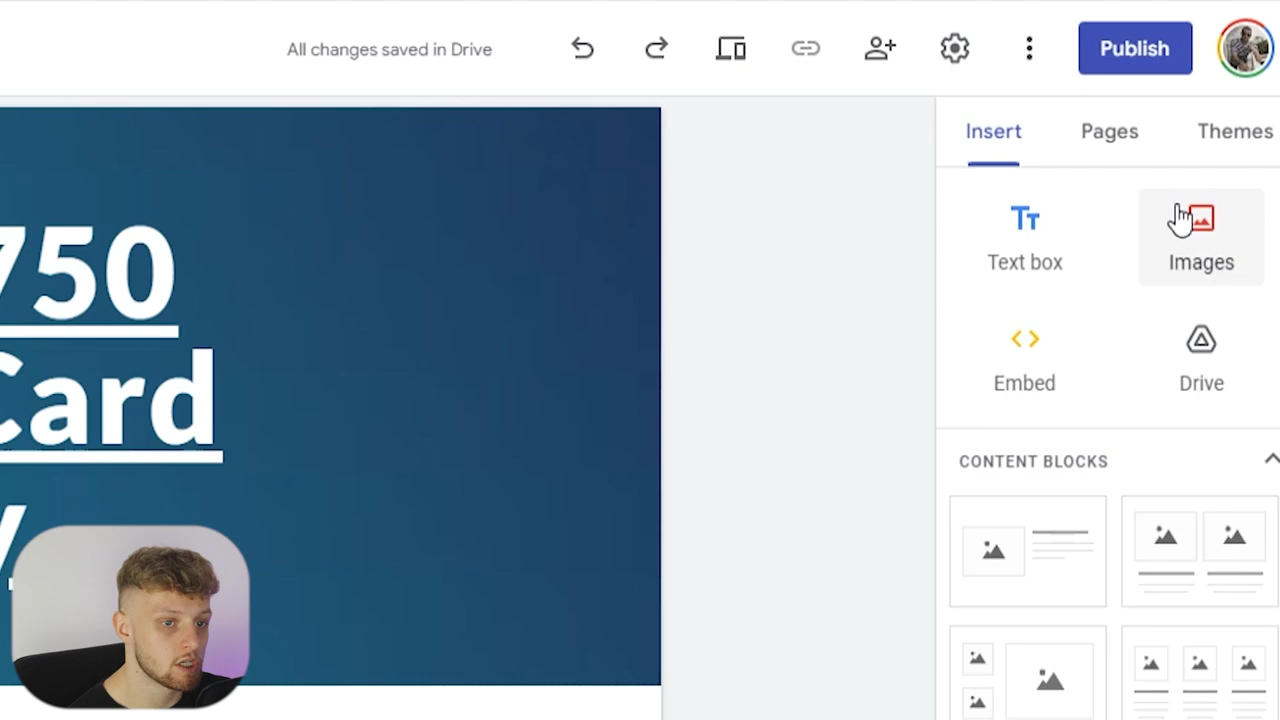 All changes saved in Drive
Publish
Insert Pages Themes
750
Card
Text box Images
Embed Drive
CONTENT BLOCKS